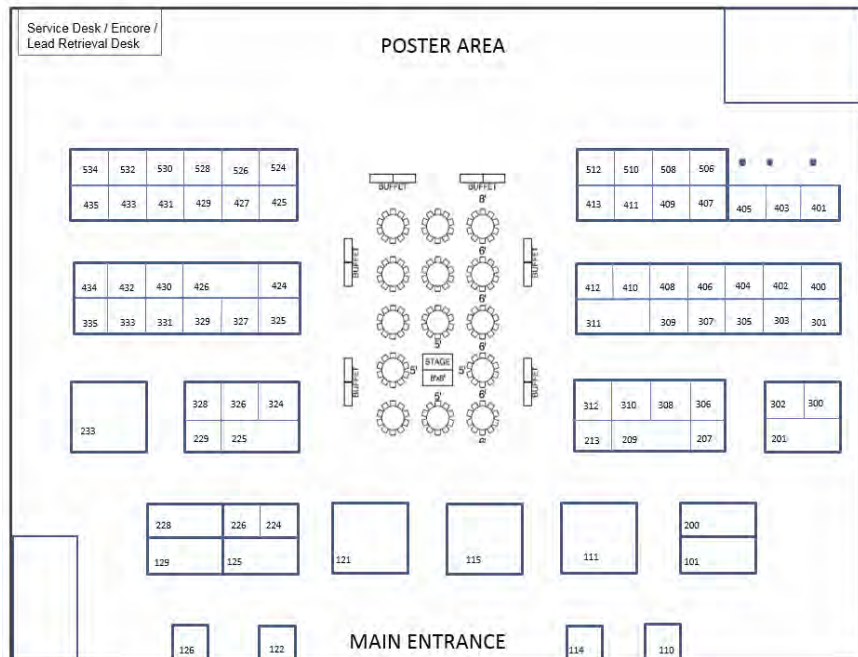 Service Desk / Encore /
Lead Retrieval Desk
POSTER AREA
534 532 530 528 526 524
435 433 431 429 427 425
BUFFET BUFFET
8'
512 510 508 506
413 411 409 407 405 403 401
6'
BUFFET BUFFET
6'
434 432 430 426 424
335 333 331 329 327 325
412 410 408 406 404 402 400
311 309 307 305 303 301
5' 6'
STAGE
8'x8'
5' 5'
BUFFET BUFFET
5' 6'
6'
233
328 326 324
229 225
312 310 308 306
213 209 207
302 300
201
228 226 224
129 125
121
115
111
200
101
126 122
MAIN ENTRANCE
114 110